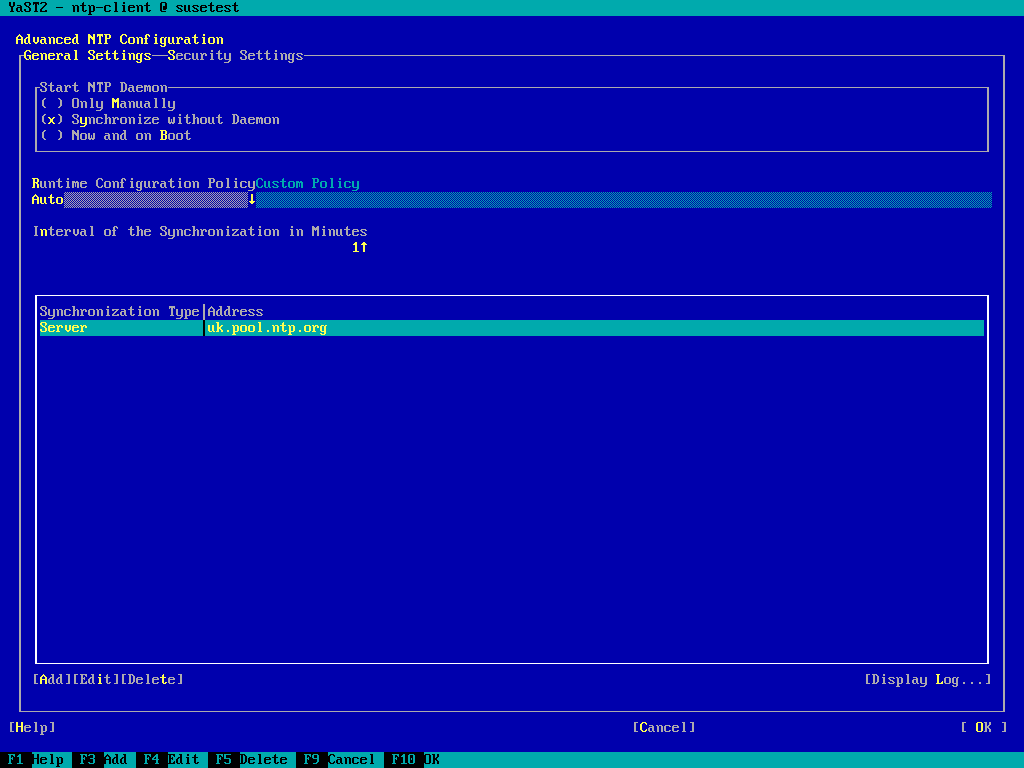 YaST2 - ntp-client @ susetest
Advanced NTP Configuration
General Settings Security Settings
Start NTP Daemon
( ) Only Manually
(x) Synchronize without Daemon
( ) Now and on Boot
Runtime Configuration Policy Custom Policy
Auto ↓
Interval of the Synchronization in Minutes
1↑
Synchronization Type|Address
Server |uk.pool.ntp.org
[Add][Edit][Delete] [Display Log...]
[Help] [Cancel] [ OK ]
F1 Help F3 Add F4 Edit F5 Delete F9 Cancel F10 OK